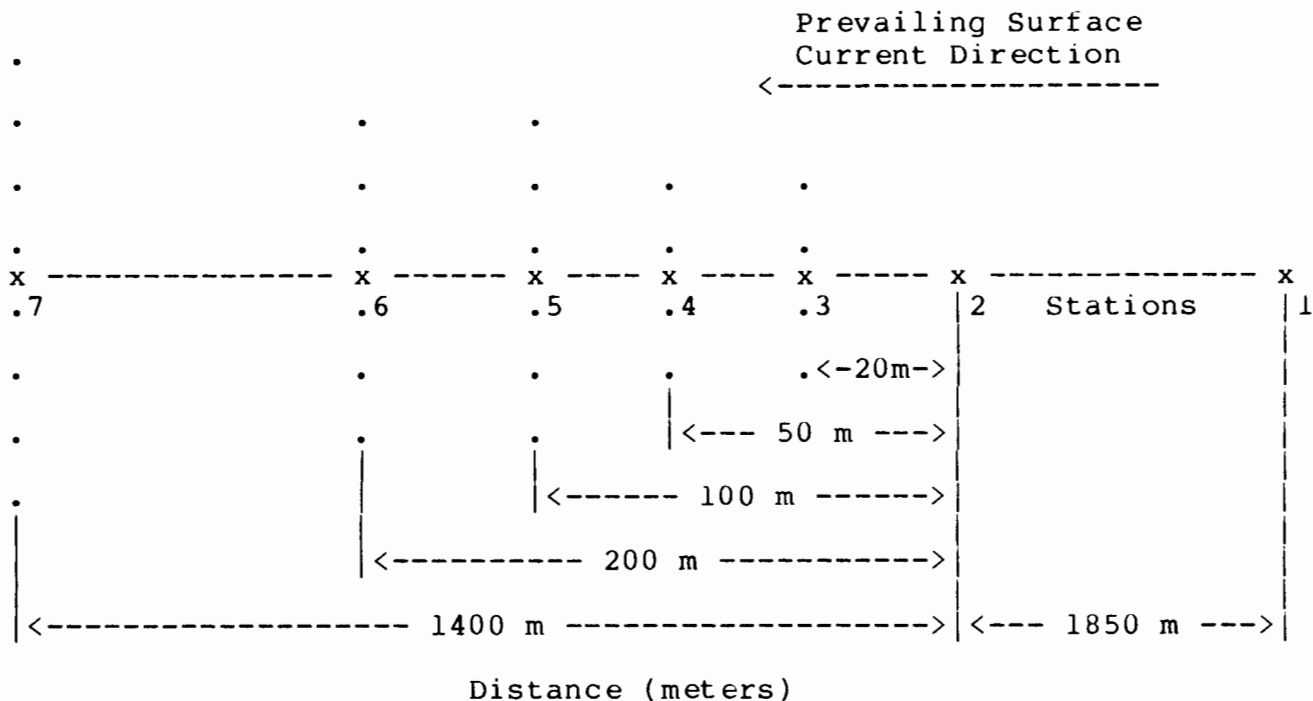 Prevailing Surface
Current Direction
<---------------------
x --------------- x ------ x ---- x ---- x ----- x -------------- x
.7 .6 .5 .4 .3 |2 Stations |1
.<-20m->|
|<--- 50 m --->|
|<------ 100 m ------>|
|<---------- 200 m ----------->|
|<------------------- 1400 m ------------------->|<--- 1850 m --->|
Distance (meters)